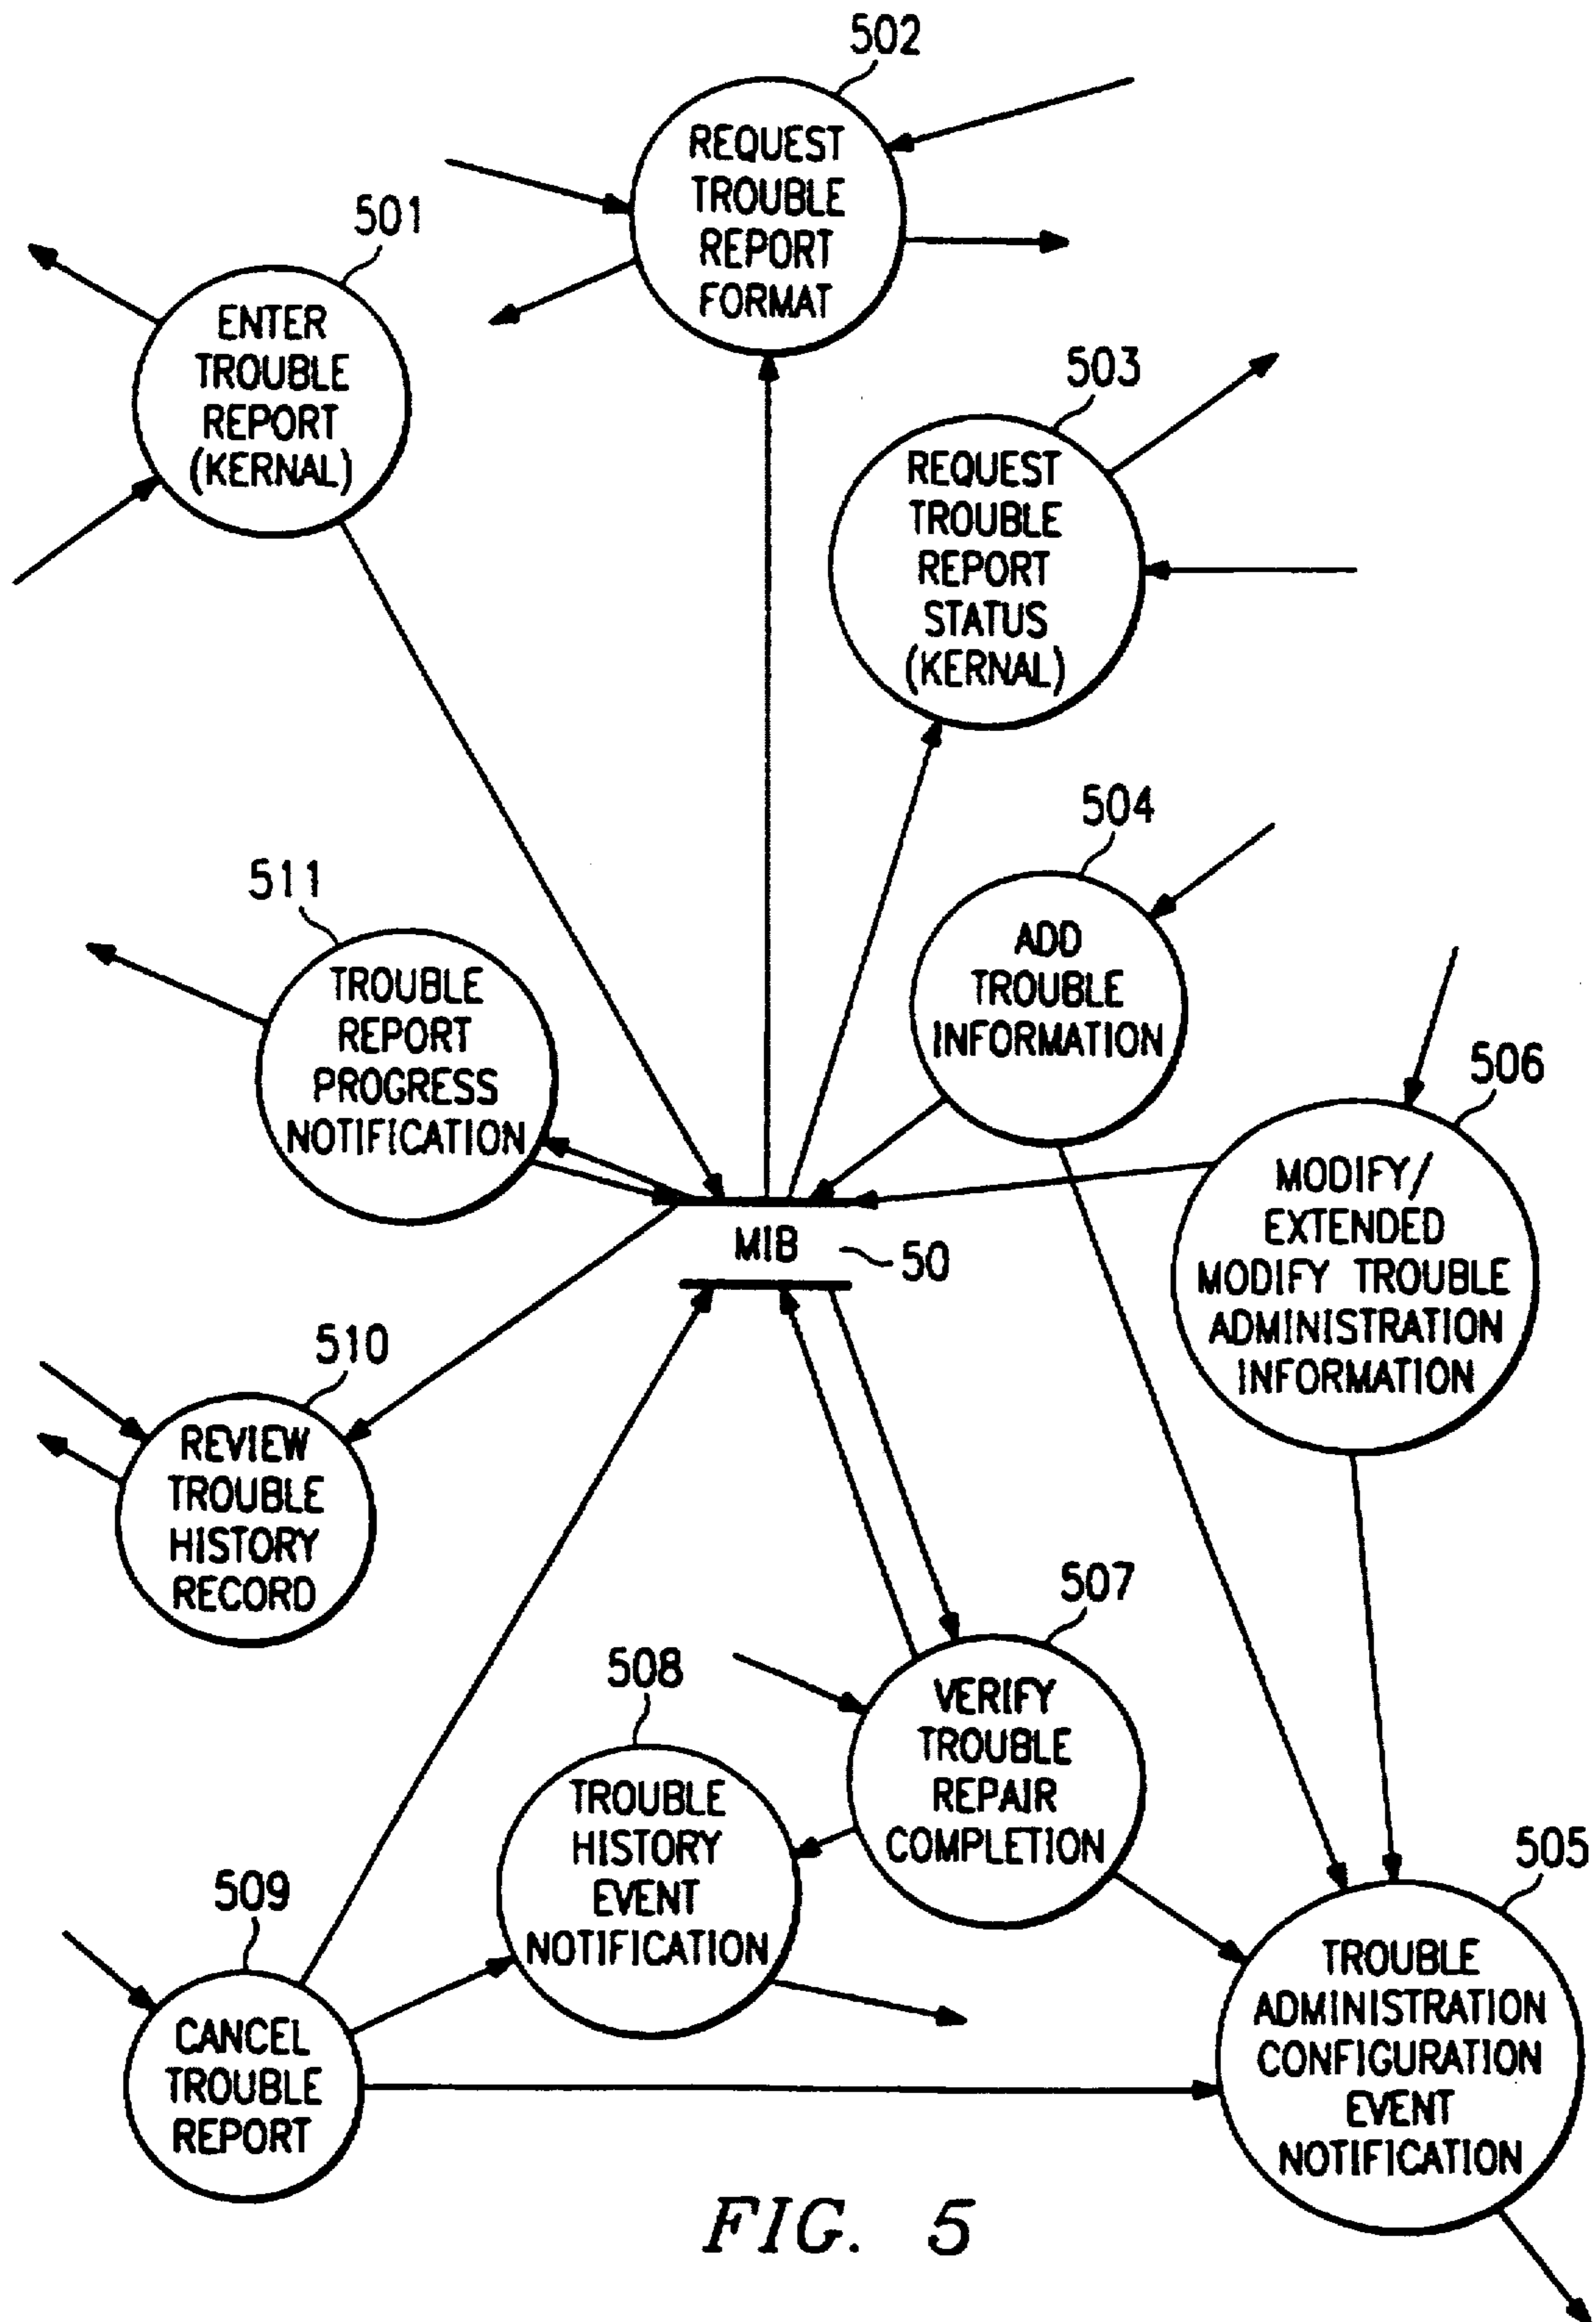 502
REQUEST
TROUBLE
REPORT
FORMAT
501
ENTER
TROUBLE
REPORT
(KERNAL)
503
REQUEST
TROUBLE
REPORT
STATUS
(KERNAL)
504
ADD
TROUBLE
INFORMATION
511
TROUBLE
REPORT
PROGRESS
NOTIFICATION
506
MODIFY/
EXTENDED
MODIFY TROUBLE
ADMINISTRATION
INFORMATION
MIB
50
510
REVIEW
TROUBLE
HISTORY
RECORD
507
VERIFY
TROUBLE
REPAIR
COMPLETION
508
TROUBLE
HISTORY
EVENT
NOTIFICATION
509
CANCEL
TROUBLE
REPORT
505
TROUBLE
ADMINISTRATION
CONFIGURATION
EVENT
NOTIFICATION
FIG. 5